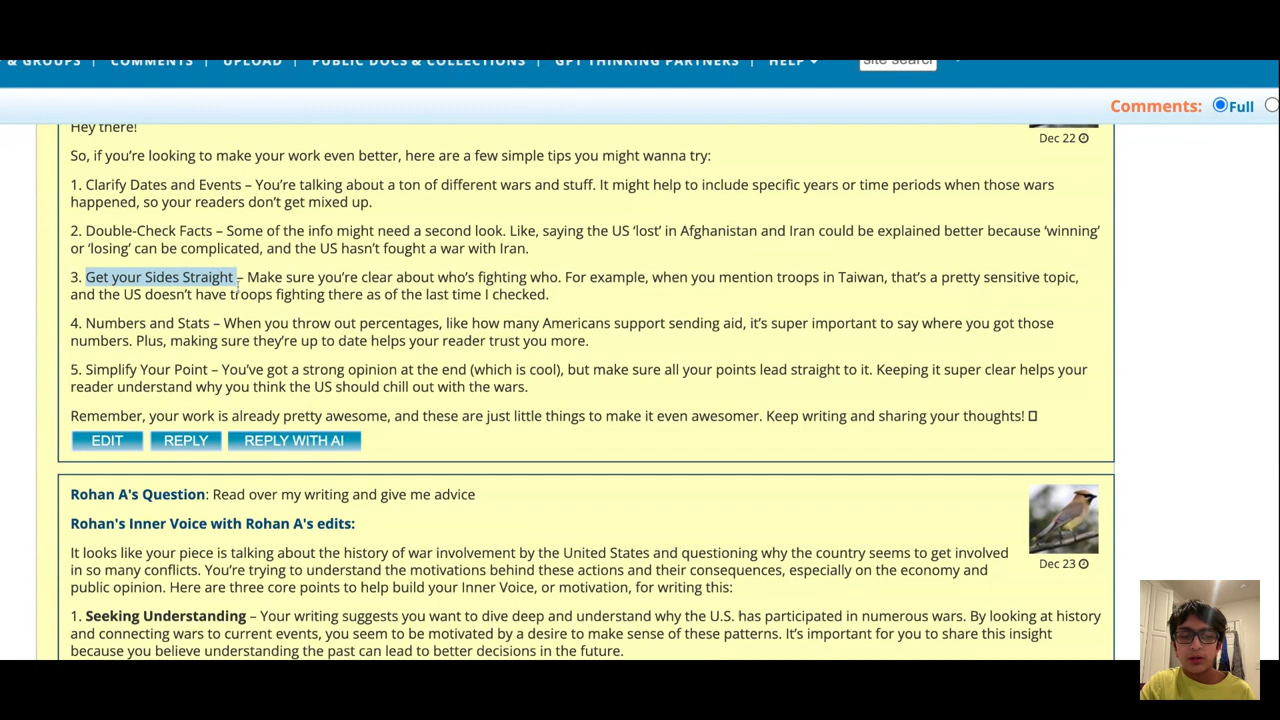 & GROUPS | COMMENTS | UPLOAD | PUBLIC DOCS & COLLECTIONS | GPT THINKING PARTNERS | HELP
site search
Comments: Full
Hey there!
Dec 22
So, if you’re looking to make your work even better, here are a few simple tips you might wanna try:
1. Clarify Dates and Events – You’re talking about a ton of different wars and stuff. It might help to include specific years or time periods when those wars
happened, so your readers don’t get mixed up.
2. Double-Check Facts – Some of the info might need a second look. Like, saying the US ‘lost’ in Afghanistan and Iran could be explained better because ‘winning’
or ‘losing’ can be complicated, and the US hasn’t fought a war with Iran.
3. Get your Sides Straight – Make sure you’re clear about who’s fighting who. For example, when you mention troops in Taiwan, that’s a pretty sensitive topic,
and the US doesn’t have troops fighting there as of the last time I checked.
4. Numbers and Stats – When you throw out percentages, like how many Americans support sending aid, it’s super important to say where you got those
numbers. Plus, making sure they’re up to date helps your reader trust you more.
5. Simplify Your Point – You’ve got a strong opinion at the end (which is cool), but make sure all your points lead straight to it. Keeping it super clear helps your
reader understand why you think the US should chill out with the wars.
Remember, your work is already pretty awesome, and these are just little things to make it even awesomer. Keep writing and sharing your thoughts!
EDIT REPLY REPLY WITH AI
Rohan A's Question: Read over my writing and give me advice
Rohan's Inner Voice with Rohan A's edits:
It looks like your piece is talking about the history of war involvement by the United States and questioning why the country seems to get involved
in so many conflicts. You’re trying to understand the motivations behind these actions and their consequences, especially on the economy and
public opinion. Here are three core points to help build your Inner Voice, or motivation, for writing this:
Dec 23
1. Seeking Understanding – Your writing suggests you want to dive deep and understand why the U.S. has participated in numerous wars. By looking at history
and connecting wars to current events, you seem to be motivated by a desire to make sense of these patterns. It’s important for you to share this insight
because you believe understanding the past can lead to better decisions in the future.